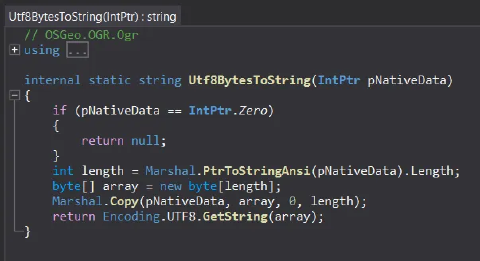 Utf8BytesToString(IntPtr) : string
// OSGeo.OGR.Ogr
using ...
internal static string Utf8BytesToString(IntPtr pNativeData)
{
if (pNativeData == IntPtr.Zero)
{
return null;
}
int length = Marshal.PtrToStringAnsi(pNativeData).Length;
byte[] array = new byte[length];
Marshal.Copy(pNativeData, array, 0, length);
return Encoding.UTF8.GetString(array);
}